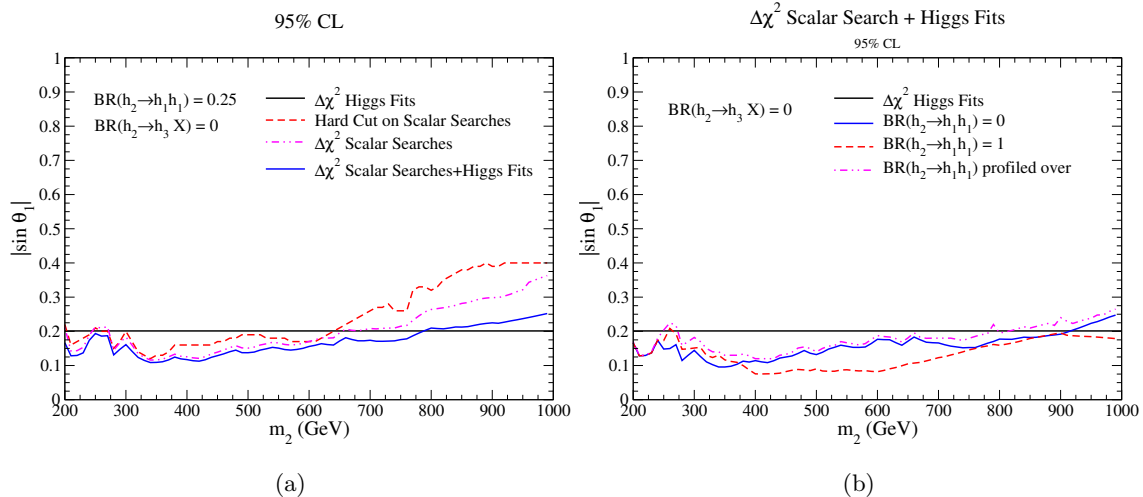 95% CL
BR(h₂→h₁h₁) = 0.25
BR(h₂→h₃ X) = 0
Δχ² Higgs Fits
Hard Cut on Scalar Searches
Δχ² Scalar Searches
Δχ² Scalar Searches+Higgs Fits
|sin θ₁|
1
0.9
0.8
0.7
0.6
0.5
0.4
0.3
0.2
0.1
0
200 300 400 500 600 700 800 900 1000
m₂ (GeV)
(a)
Δχ² Scalar Search + Higgs Fits
95% CL
BR(h₂→h₃ X) = 0
Δχ² Higgs Fits
BR(h₂→h₁h₁) = 0
BR(h₂→h₁h₁) = 1
BR(h₂→h₁h₁) profiled over
|sin θ₁|
1
0.9
0.8
0.7
0.6
0.5
0.4
0.3
0.2
0.1
0
200 300 400 500 600 700 800 900 1000
m₂ (GeV)
(b)